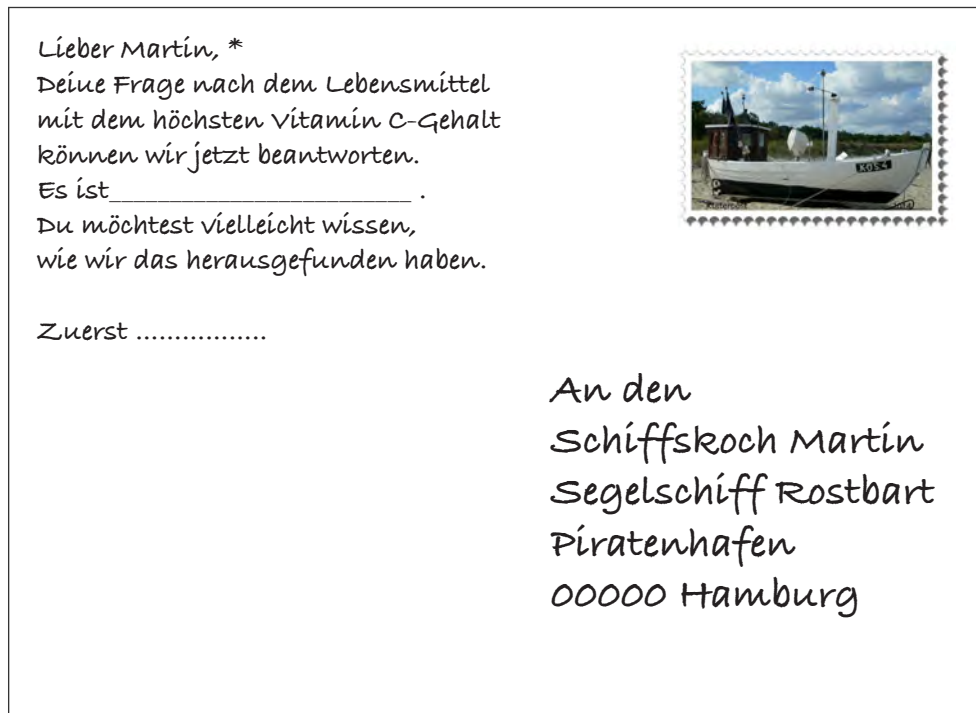 Lieber Martin, *
Deiue Frage nach dem Lebensmittel
mit dem höchsten Vitamin C-Gehalt
können wir jetzt beantworten.
Es ist_________________________ .
Du möchtest vielleicht wissen,
wie wir das herausgefunden haben.
Zuerst .................
An den
Schiffskoch Martin
Segelschiff Rostbart
Piratenhafen
00000 Hamburg